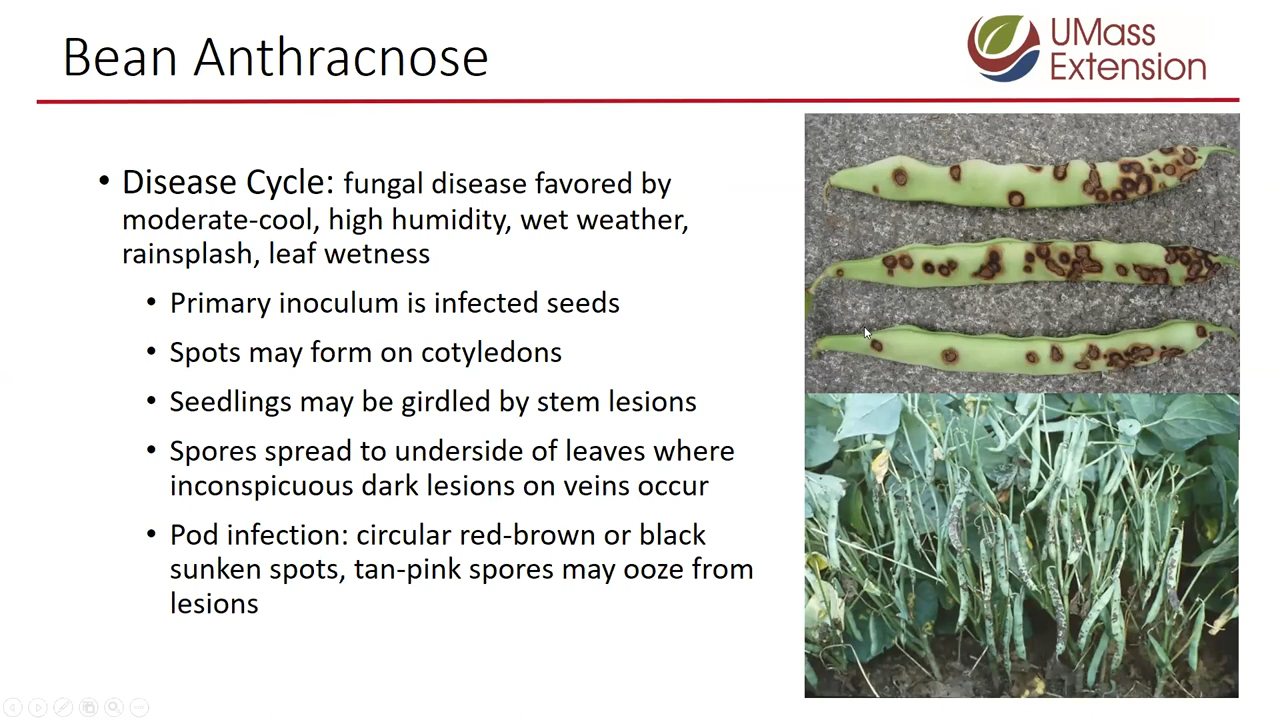 Bean Anthracnose
UMass
Extension
• Disease Cycle: fungal disease favored by
moderate-cool, high humidity, wet weather,
rainsplash, leaf wetness
• Primary inoculum is infected seeds
• Spots may form on cotyledons
• Seedlings may be girdled by stem lesions
• Spores spread to underside of leaves where
inconspicuous dark lesions on veins occur
• Pod infection: circular red-brown or black
sunken spots, tan-pink spores may ooze from
lesions